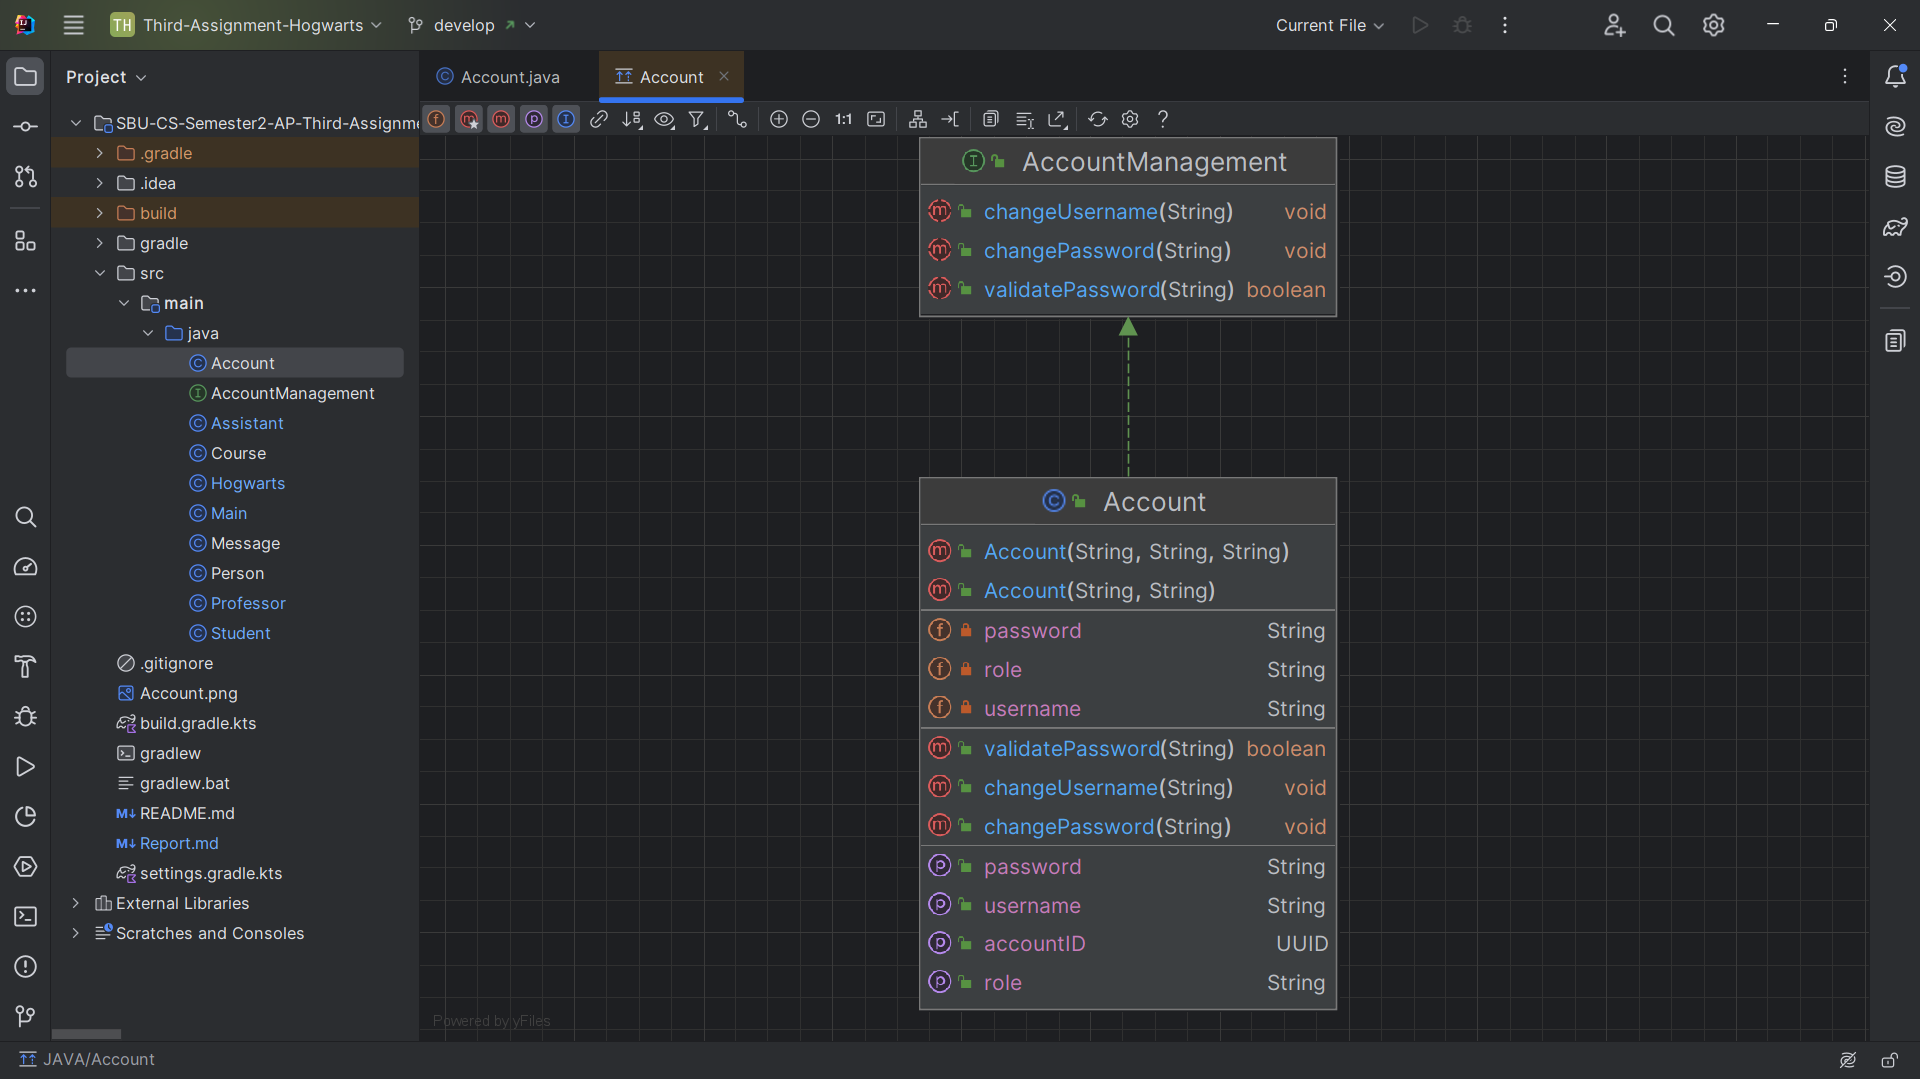 TH Third-Assignment-Hogwarts develop Current File
Project
Account.java Account
1:1
SBU-CS-Semester2-AP-Third-Assignme
.gradle
.idea
build
gradle
src
main
java
Account
AccountManagement
Assistant
Course
Hogwarts
Main
Message
Person
Professor
Student
.gitignore
Account.png
build.gradle.kts
gradlew
gradlew.bat
README.md
Report.md
settings.gradle.kts
External Libraries
Scratches and Consoles
AccountManagement
changeUsername(String) void
changePassword(String) void
validatePassword(String) boolean
Account
Account(String, String, String)
Account(String, String)
password String
role String
username String
validatePassword(String) boolean
changeUsername(String) void
changePassword(String) void
password String
username String
accountID UUID
role String
Powered by yFiles
JAVA/Account